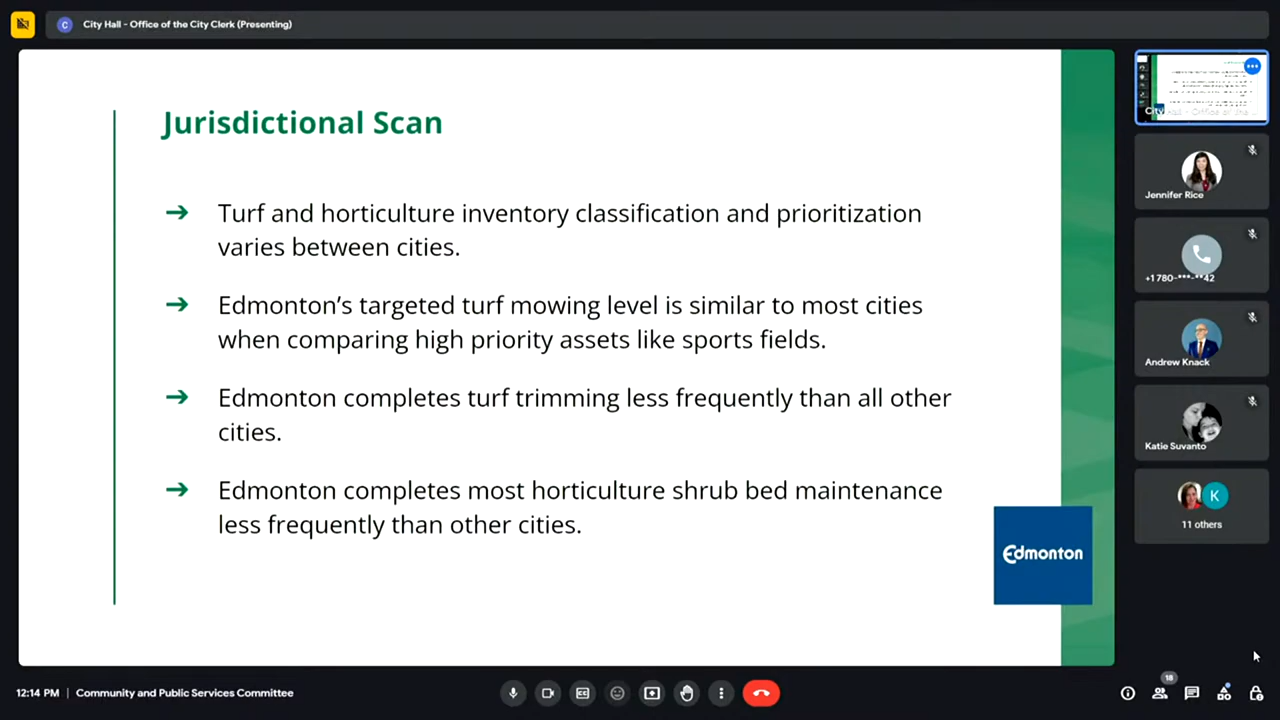 City Hall - Office of the City Clerk (Presenting)
Jurisdictional Scan
Turf and horticulture inventory classification and prioritization
varies between cities.
Edmonton’s targeted turf mowing level is similar to most cities
when comparing high priority assets like sports fields.
Edmonton completes turf trimming less frequently than all other
cities.
Edmonton completes most horticulture shrub bed maintenance
less frequently than other cities.
Edmonton
Jennifer Rice
+1 780-***-**42
Andrew Knack
Katie Suvanto
K
11 others
12:14 PM | Community and Public Services Committee
18